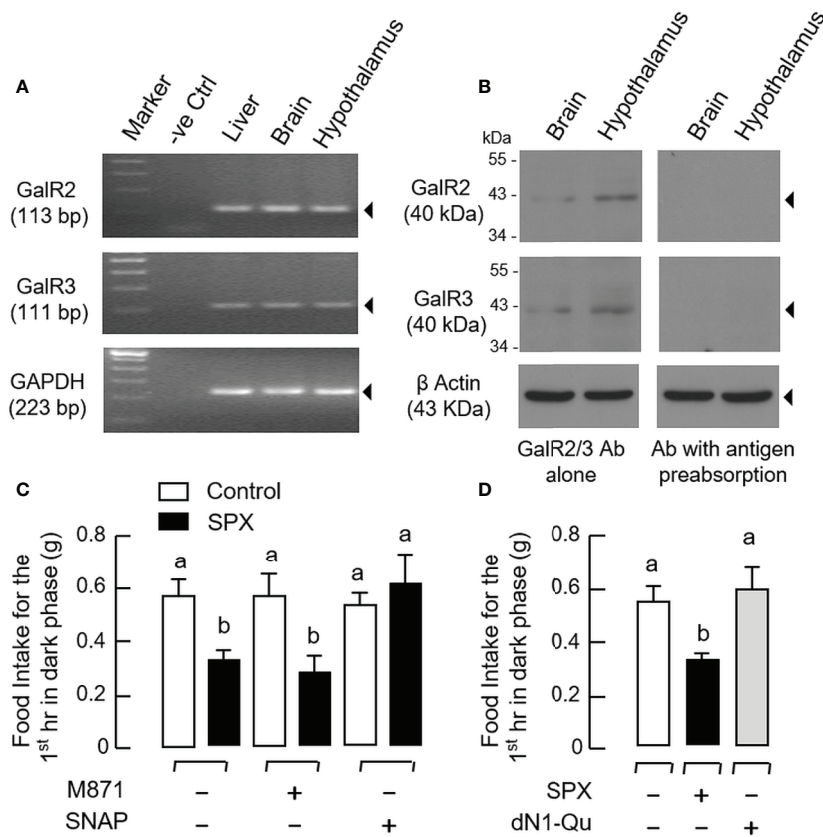 A
Marker
-ve Ctrl
Liver
Brain
Hypothalamus
GalR2
(113 bp)
GalR3
(111 bp)
GAPDH
(223 bp)
B
kDa
Brain
Hypothalamus
Brain
Hypothalamus
GalR2
(40 kDa)
55 -
43 -
34 -
GalR3
(40 kDa)
55 -
43 -
34 -
β Actin
(43 KDa)
GalR2/3 Ab
alone
Ab with antigen
preabsorption
C
Control
SPX
Food Intake for the
1st hr in dark phase (g)
0.8
0.6
0.4
0.2
0
a
b
a
b
a
a
M871 – + –
SNAP – – +
D
Food Intake for the
1st hr in dark phase (g)
0.8
0.6
0.4
0.2
0
a
b
a
SPX – + –
dN1-Qu – – +